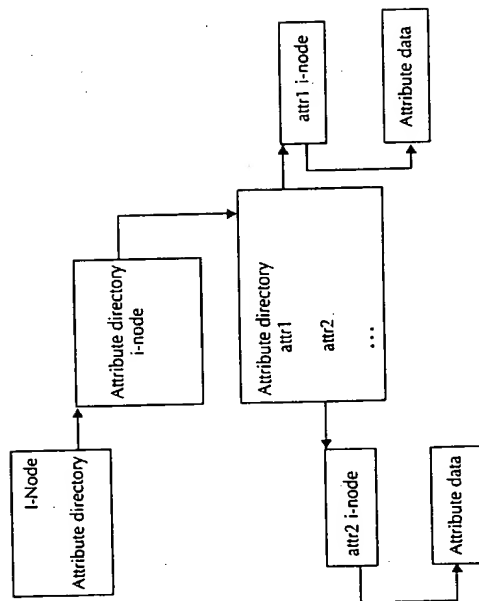 I-Node
Attribute directory
Attribute directory
i-node
Attribute directory
attr1
attr2
...
attr1 i-node
Attribute data
attr2 i-node
Attribute data